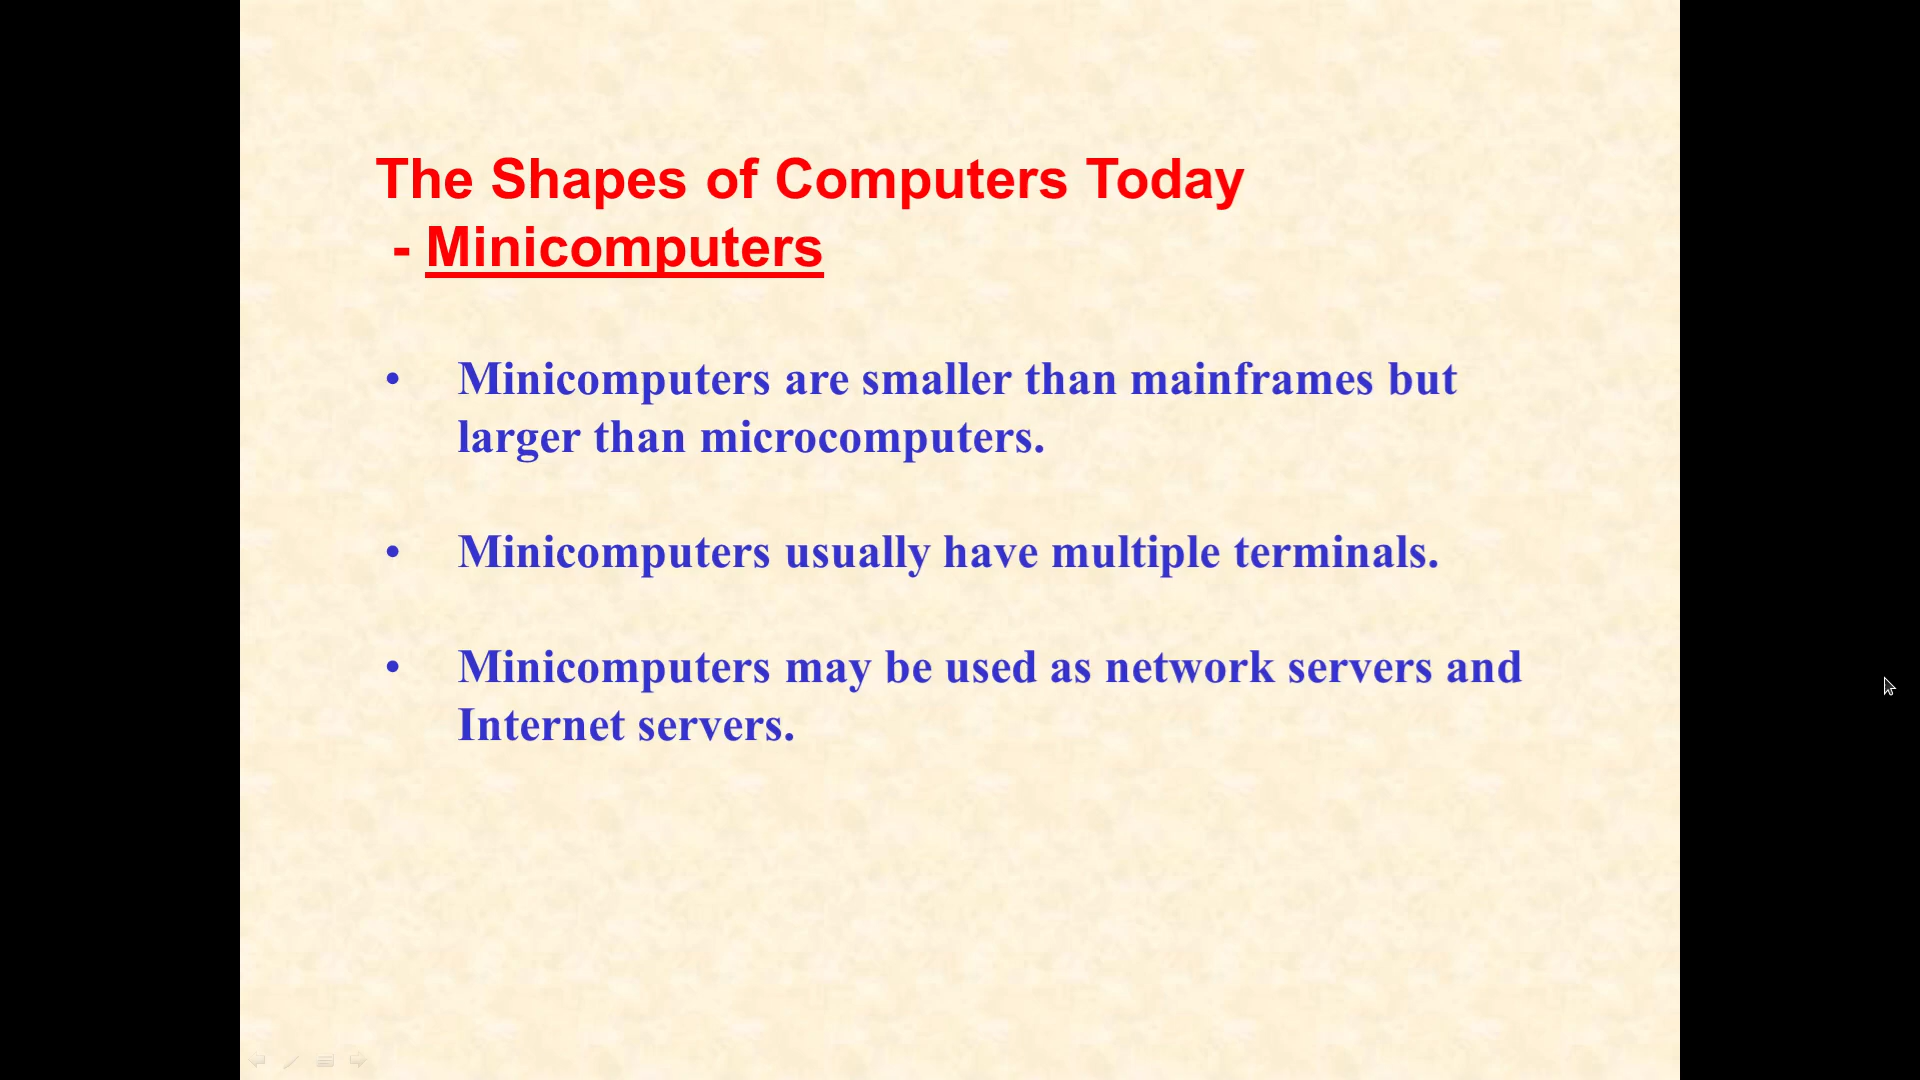 The Shapes of Computers Today
- Minicomputers
• Minicomputers are smaller than mainframes but
larger than microcomputers.
• Minicomputers usually have multiple terminals.
• Minicomputers may be used as network servers and
Internet servers.